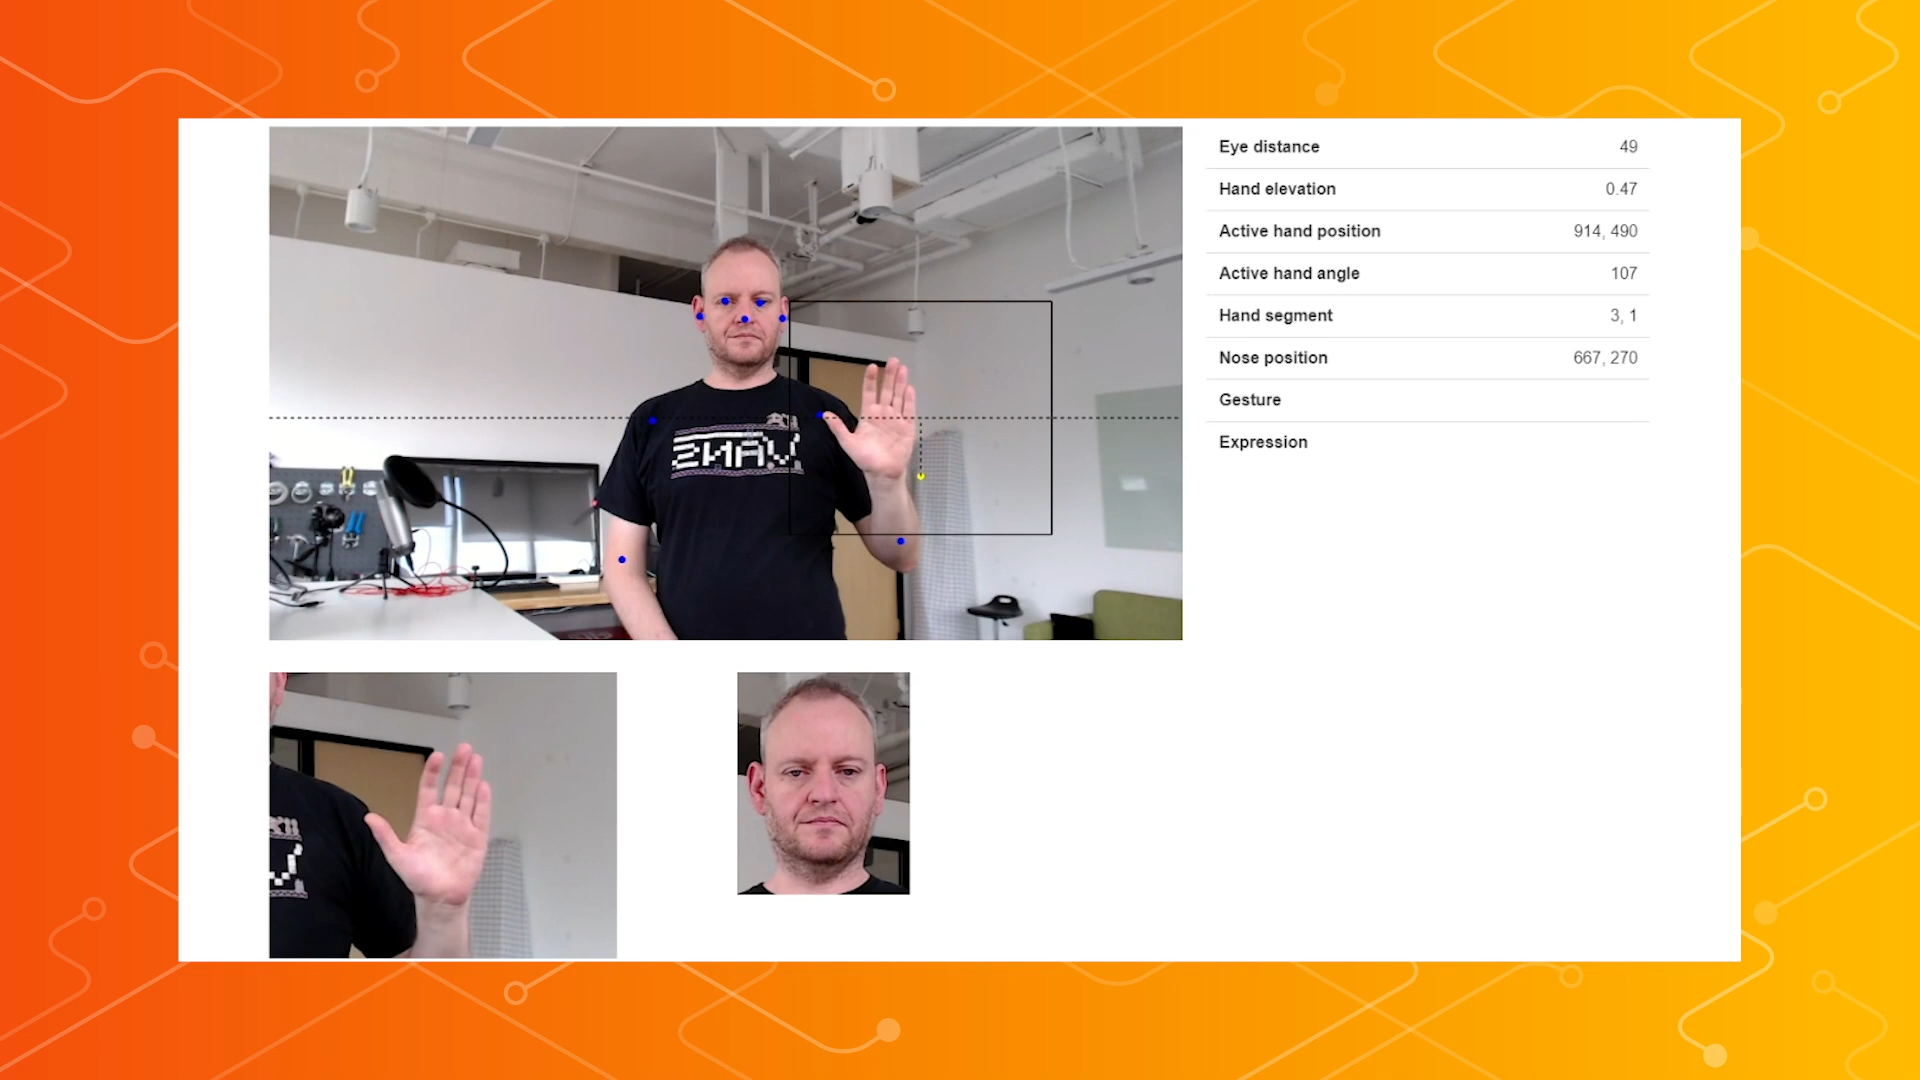 Eye distance 49
Hand elevation 0.47
Active hand position 914, 490
Active hand angle 107
Hand segment 3, 1
Nose position 667, 270
Gesture
Expression
VANS